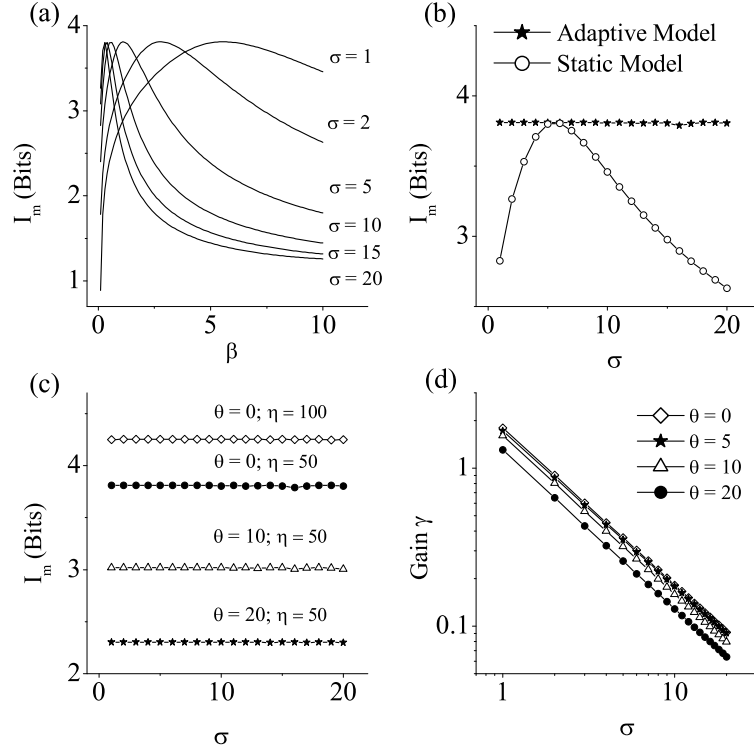 (a)
4
3
2
1
I_m (Bits)
0
5
10
β
σ = 1
σ = 2
σ = 5
σ = 10
σ = 15
σ = 20
(b)
Adaptive Model
Static Model
4
3
I_m (Bits)
0
10
20
σ
(c)
θ = 0; η = 100
θ = 0; η = 50
θ = 10; η = 50
θ = 20; η = 50
4
3
2
I_m (Bits)
0
10
20
σ
(d)
θ = 0
θ = 5
θ = 10
θ = 20
1
0.1
Gain γ
1
10
σ